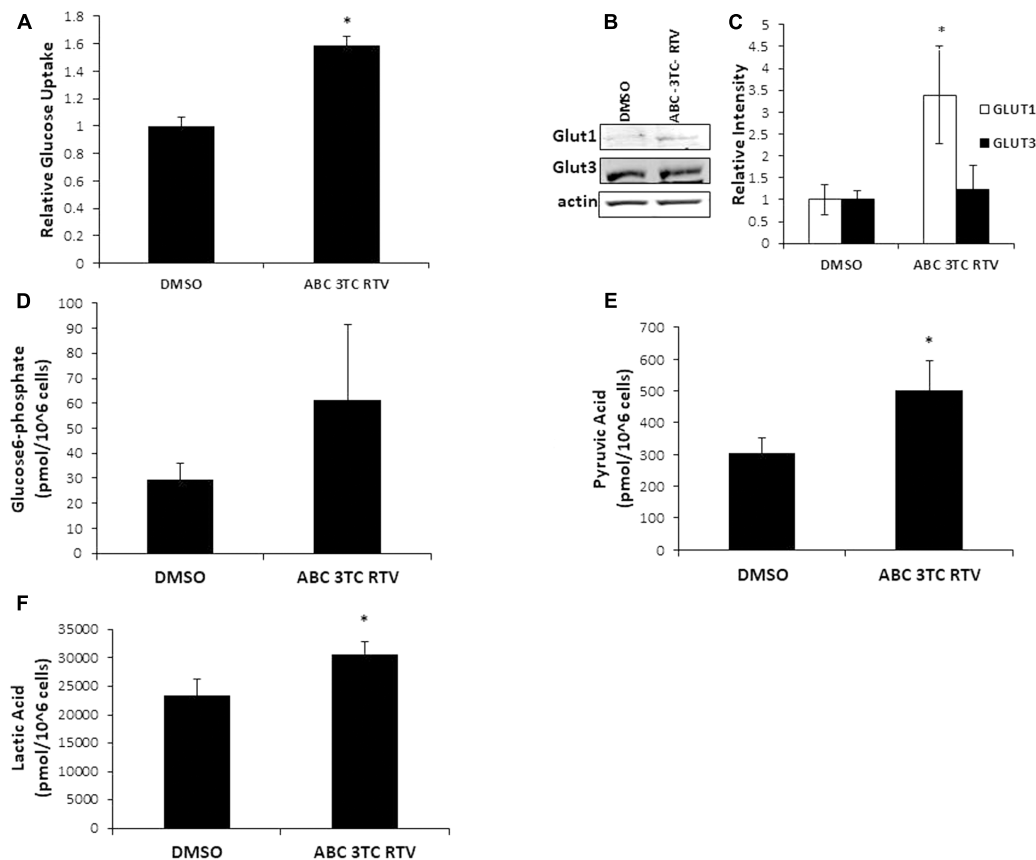 A
Relative Glucose Uptake
1.8
1.6
1.4
1.2
1
0.8
0.6
0.4
0.2
0
*
DMSO
ABC 3TC RTV
B
DMSO
ABC-3TC- RTV
Glut1
Glut3
actin
C
Relative Intensity
5
4.5
4
3.5
3
2.5
2
1.5
1
0.5
0
*
GLUT1
GLUT3
DMSO
ABC 3TC RTV
D
Glucose6-phosphate
(pmol/10^6 cells)
100
90
80
70
60
50
40
30
20
10
0
DMSO
ABC 3TC RTV
E
Pyruvic Acid
(pmol/10^6 cells)
700
600
500
400
300
200
100
0
*
DMSO
ABC 3TC RTV
F
Lactic Acid
(pmol/10^6 cells)
35000
30000
25000
20000
15000
10000
5000
0
*
DMSO
ABC 3TC RTV